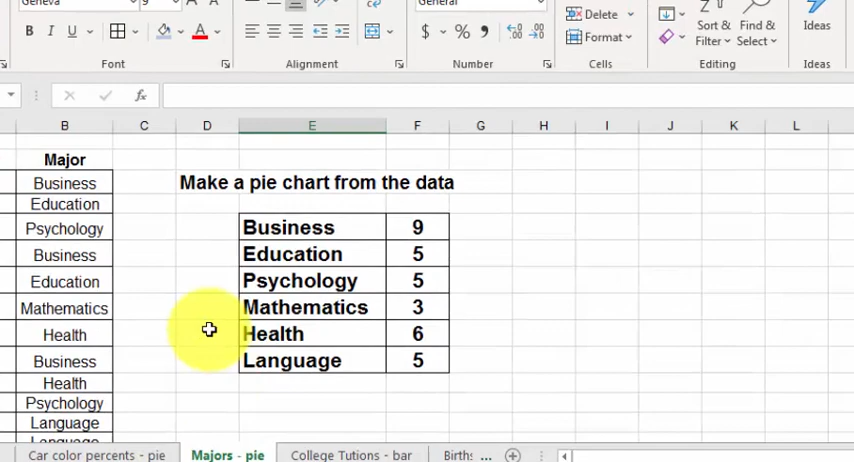 Geneva
General
B I U A
$ % 9
Delete
Format
Sort & Filter
Find & Select
Ideas
Font
Alignment
Number
Cells
Editing
Ideas
fx
B C D E F G H I J K L
Major
Business
Education
Psychology
Business
Education
Mathematics
Health
Business
Health
Psychology
Language
Make a pie chart from the data
Business 9
Education 5
Psychology 5
Mathematics 3
Health 6
Language 5
Car color percents - pie
Majors - pie
College Tutions - bar
Births ...